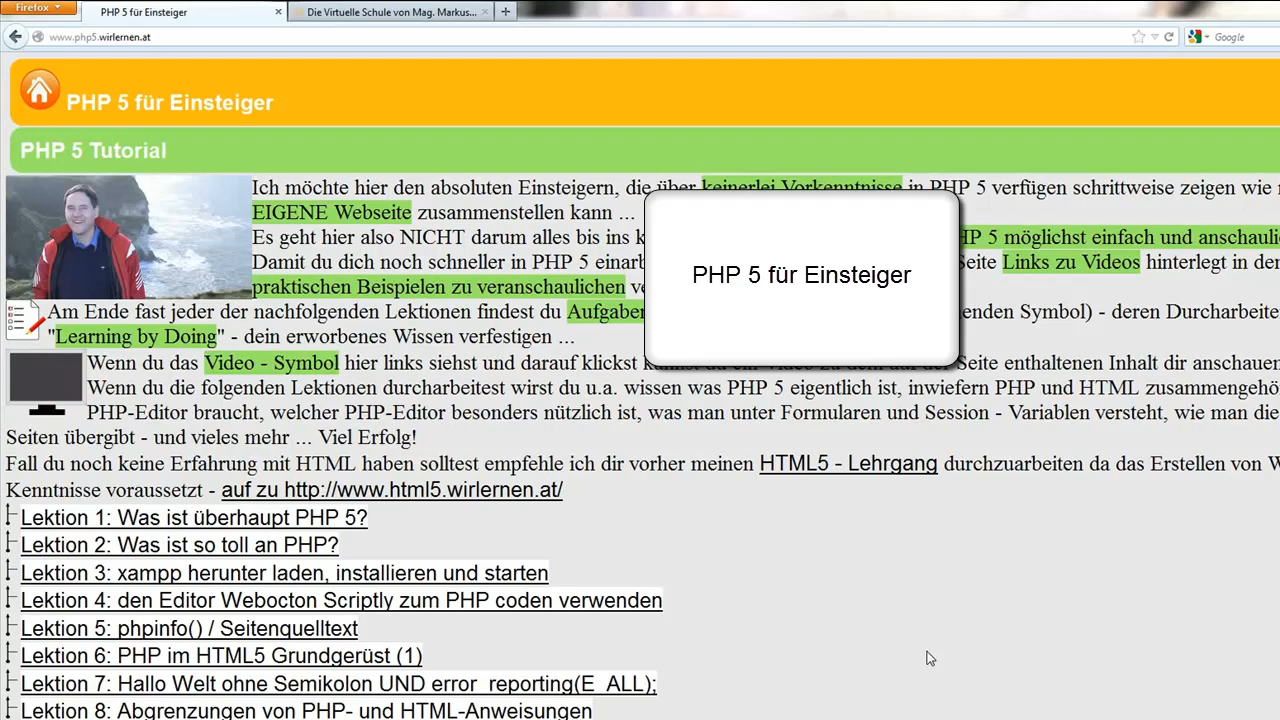 Firefox
PHP 5 für Einsteiger
Die Virtuelle Schule von Mag. Markus...
www.php5.wirlernen.at
Google
PHP 5 für Einsteiger
PHP 5 Tutorial
Ich möchte hier den absoluten Einsteigern, die über keinerlei Vorkenntnisse in PHP 5 verfügen schrittweise zeigen wie
EIGENE Webseite zusammenstellen kann ...
Es geht hier also NICHT darum alles bis ins PHP 5 möglichst einfach und
Damit du dich noch schneller in PHP 5 Seite Links zu Videos hinterlegt in
praktischen Beispielen zu veranschaulichen
PHP 5 für Einsteiger
Am Ende fast jeder der nachfolgenden Lektionen findest du Symbol) - deren
"Learning by Doing" - dein erworbenes Wissen verfestigen ...
Wenn du das Video - Symbol hier links siehst und darauf klickst Seite enthaltenen Inhalt dir
Wenn du die folgenden Lektionen durcharbeitest wirst du u.a. wissen was PHP 5 eigentlich ist, inwiefern PHP und HTML
PHP-Editor braucht, welcher PHP-Editor besonders nützlich ist, was man unter Formularen und Session - Variablen versteht, wie man die
Seiten übergibt - und vieles mehr ... Viel Erfolg!
Fall du noch keine Erfahrung mit HTML haben solltest empfehle ich dir vorher meinen HTML5 - Lehrgang durchzuarbeiten da das Erstellen von
Kenntnisse voraussetzt - auf zu http://www.html5.wirlernen.at/
Lektion 1: Was ist überhaupt PHP 5?
Lektion 2: Was ist so toll an PHP?
Lektion 3: xampp herunter laden, installieren und starten
Lektion 4: den Editor Webocton Scriptly zum PHP coden verwenden
Lektion 5: phpinfo() / Seitenquelltext
Lektion 6: PHP im HTML5 Grundgerüst (1)
Lektion 7: Hallo Welt ohne Semikolon UND error_reporting(E_ALL);
Lektion 8: Abgrenzungen von PHP- und HTML-Anweisungen